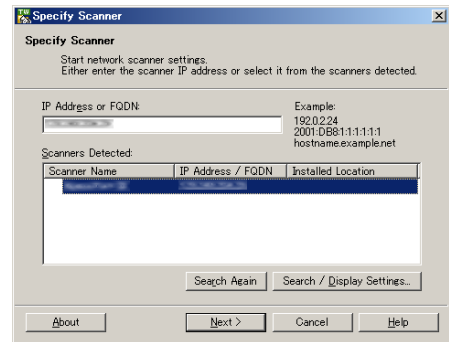 Specify Scanner
Specify Scanner
Start network scanner settings.
Either enter the scanner IP address or select it from the scanners detected.
IP Address or FQDN:
Example:
192.0.2.24
2001:DB8:1:1:1:1:1
hostname.example.net
Scanners Detected:
Scanner Name IP Address / FQDN Installed Location
Search Again Search / Display Settings...
About Next > Cancel Help